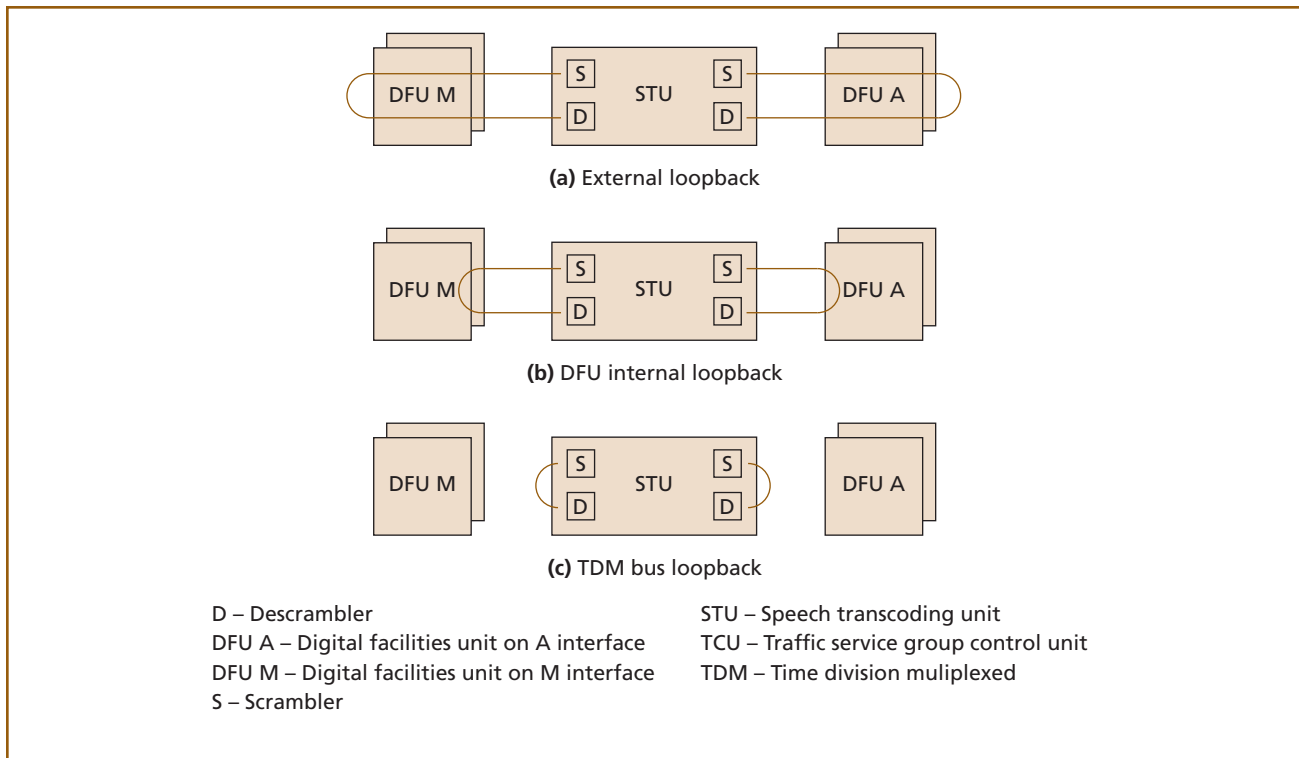 S S
DFU M STU DFU A
D D
(a) External loopback
S S
DFU M STU DFU A
D D
(b) DFU internal loopback
S S
DFU M STU DFU A
D D
(c) TDM bus loopback
D – Descrambler
DFU A – Digital facilities unit on A interface
DFU M – Digital facilities unit on M interface
S – Scrambler
STU – Speech transcoding unit
TCU – Traffic service group control unit
TDM – Time division muliplexed